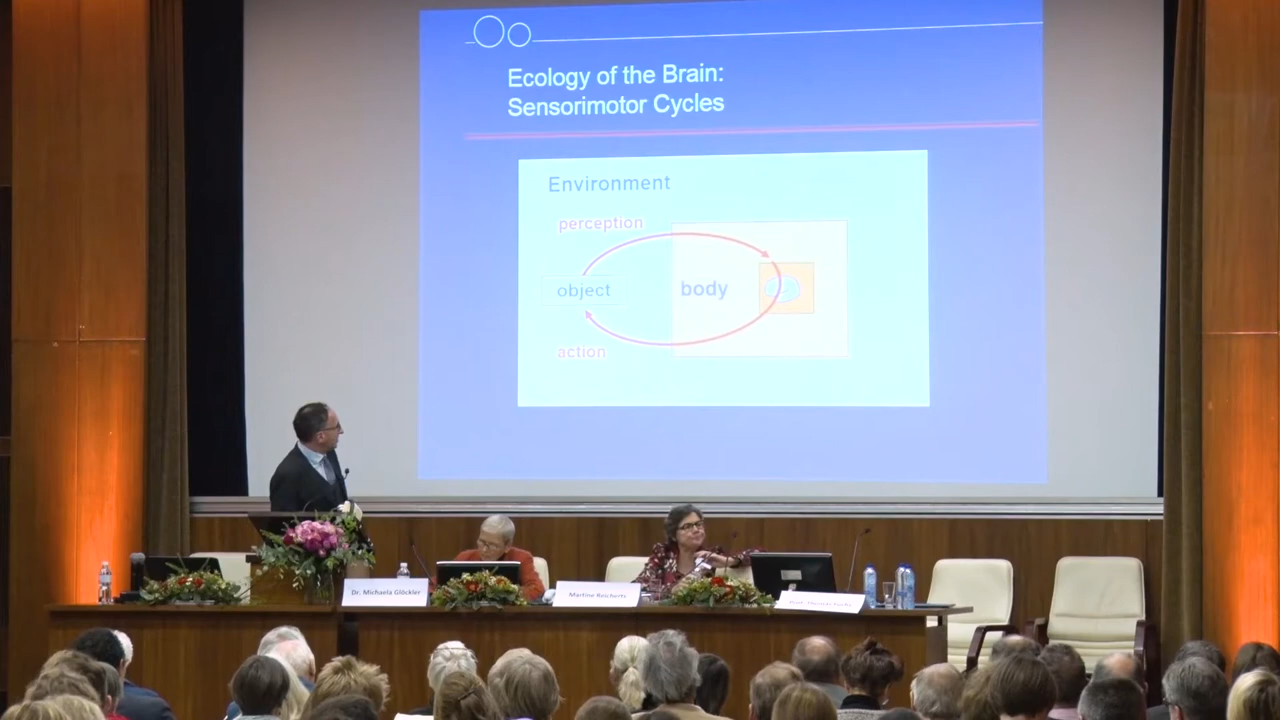 Ecology of the Brain:
Sensorimotor Cycles
Environment
perception
object
body
action
Dr. Michaela Glöckler
Martine Reicherts